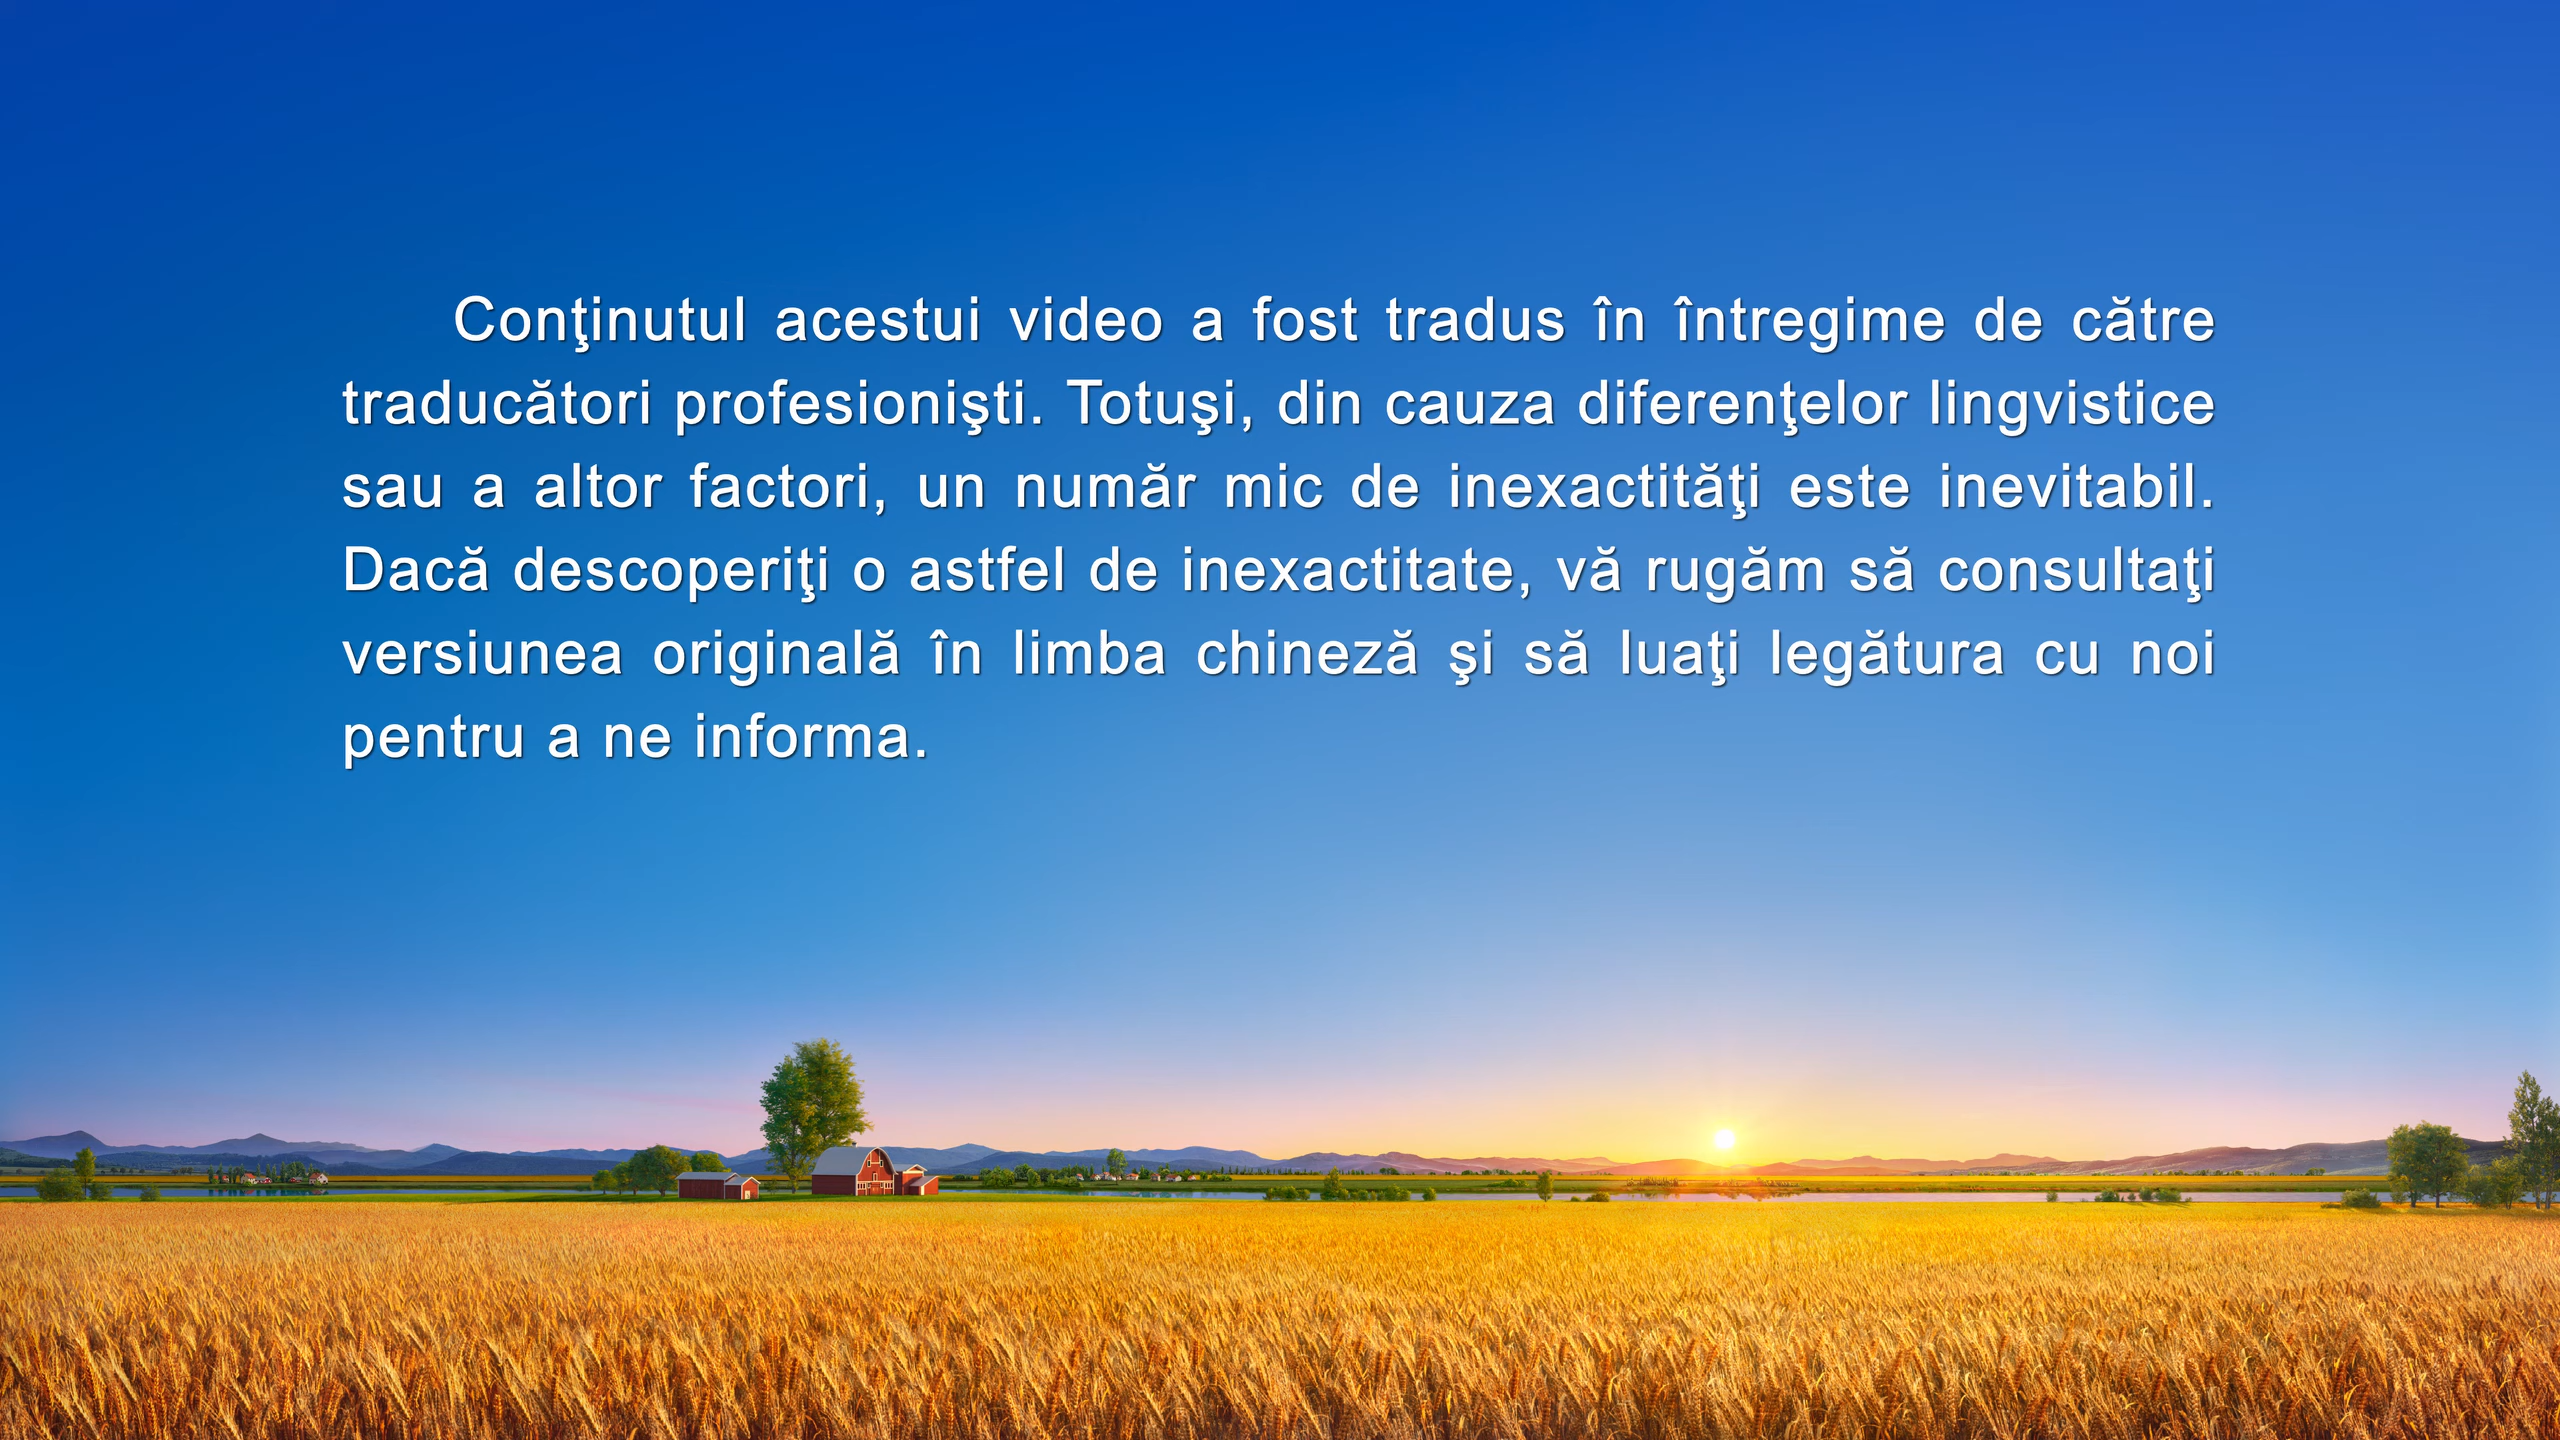 Conţinutul acestui video a fost tradus în întregime de către
traducători profesionişti. Totuşi, din cauza diferenţelor lingvistice
sau a altor factori, un număr mic de inexactităţi este inevitabil.
Dacă descoperiţi o astfel de inexactitate, vă rugăm să consultaţi
versiunea originală în limba chineză şi să luaţi legătura cu noi
pentru a ne informa.